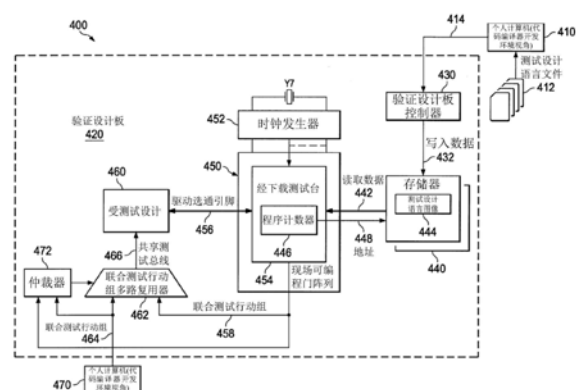 400
414
个人计算机(代
码编译器开发
环境视角)
410
测试设计
语言文件
412
Y7
452
时钟发生器
430
验证设计板
控制器
写入数据
432
验证设计板
420
450
460
受测试设计
驱动选通引脚
456
经下载测试台
程序计数器
446
454
读取数据
442
448
地址
存储器
测试设计
语言图像
444
440
472
仲裁器
466
共享测
试总线
联合测试行动
组多路复用器
462
现场可编
程门阵列
联合测试行动组
458
联合测试行动组
464
470
个人计算机(代
码编译器开发环
境视角)